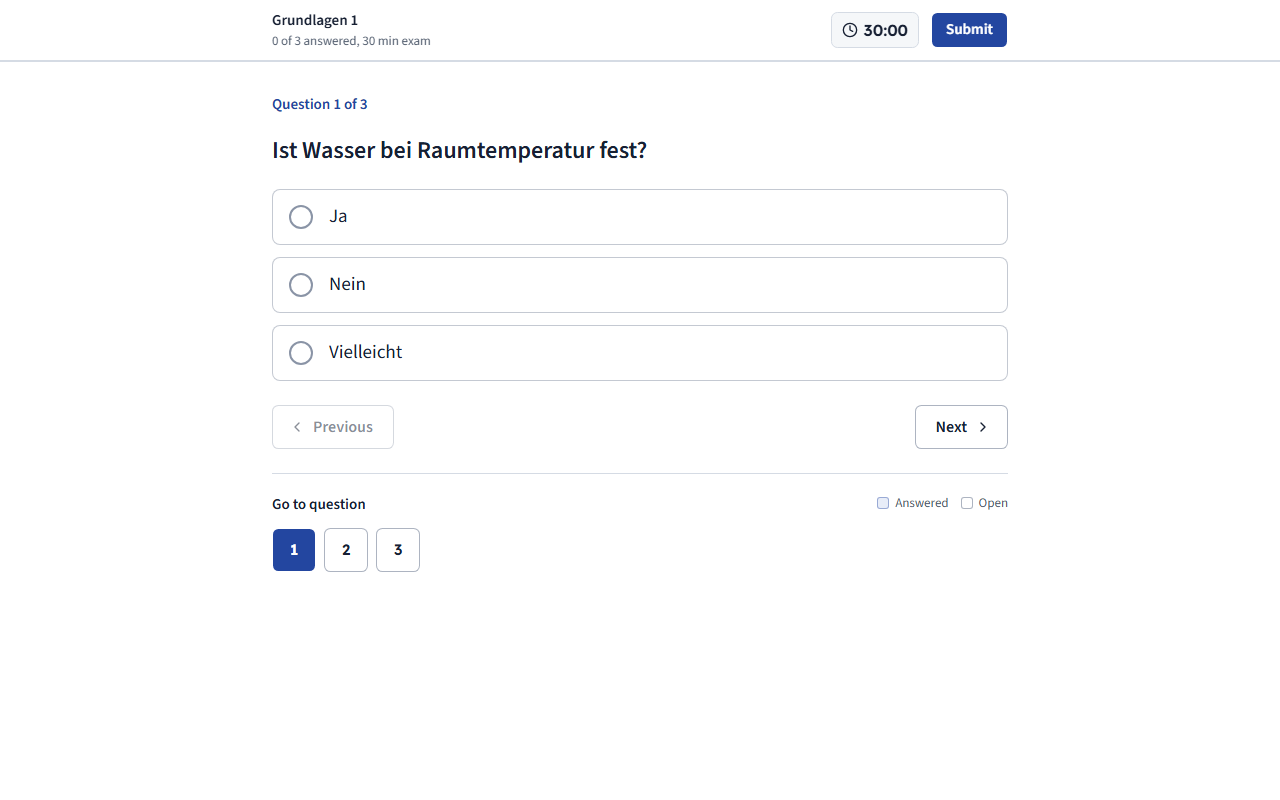 Grundlagen 1
0 of 3 answered, 30 min exam
30:00
Submit
Question 1 of 3
Ist Wasser bei Raumtemperatur fest?
Ja
Nein
Vielleicht
Previous
Next
Go to question
Answered
Open
1
2
3